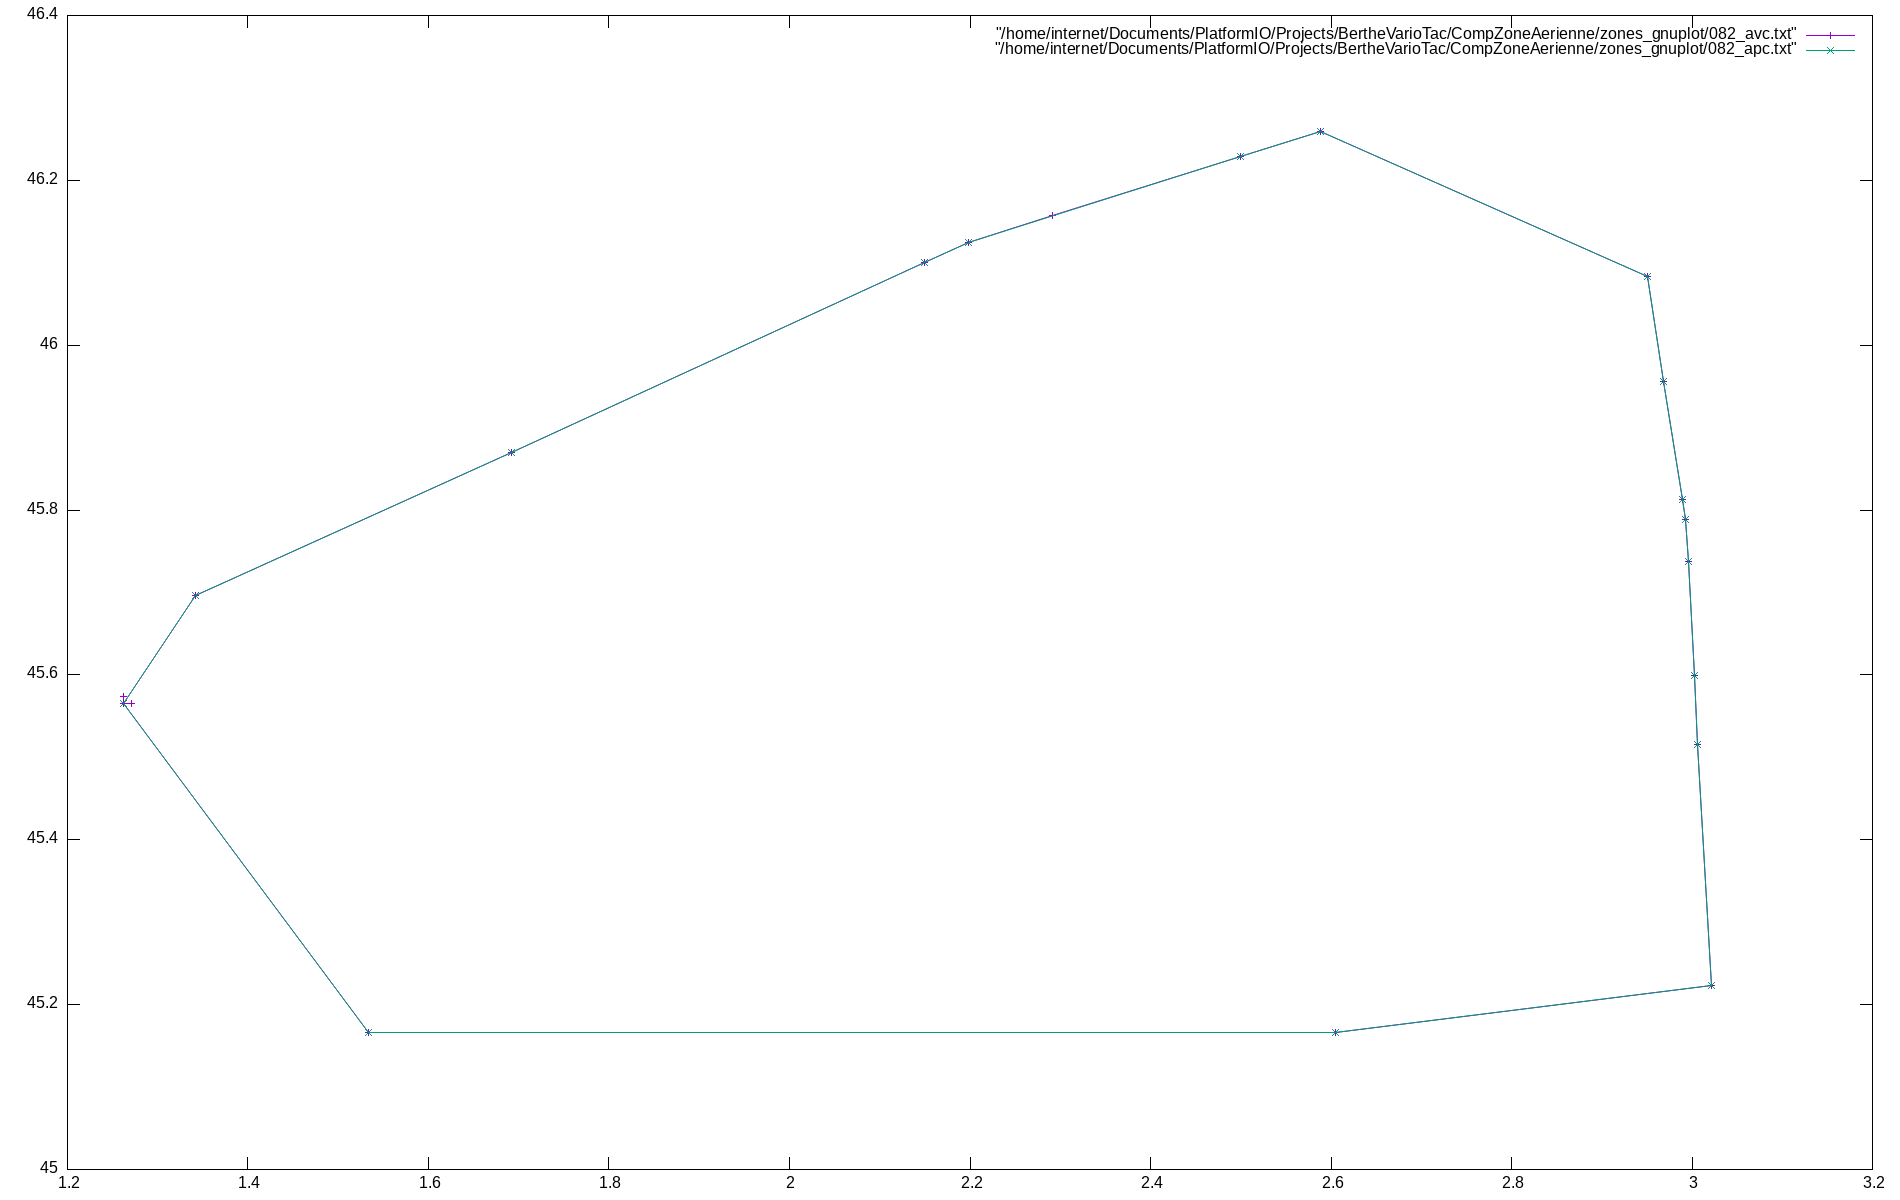 46.4
"/home/internet/Documents/PlatformIO/Projects/BertheVarioTac/CompZoneAerienne/zones_gnuplot/082_avc.txt"
"/home/internet/Documents/PlatformIO/Projects/BertheVarioTac/CompZoneAerienne/zones_gnuplot/082_apc.txt"
46.2
46
45.8
45.6
45.4
45.2
45
1.2 1.4 1.6 1.8 2 2.2 2.4 2.6 2.8 3 3.2